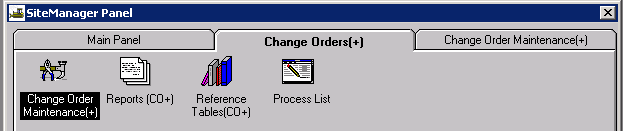 SiteManager Panel
Main Panel
Change Orders(+)
Change Order Maintenance(+)
Change Order
Maintenance(+)
Reports (CO+)
Reference
Tables(CO+)
Process List